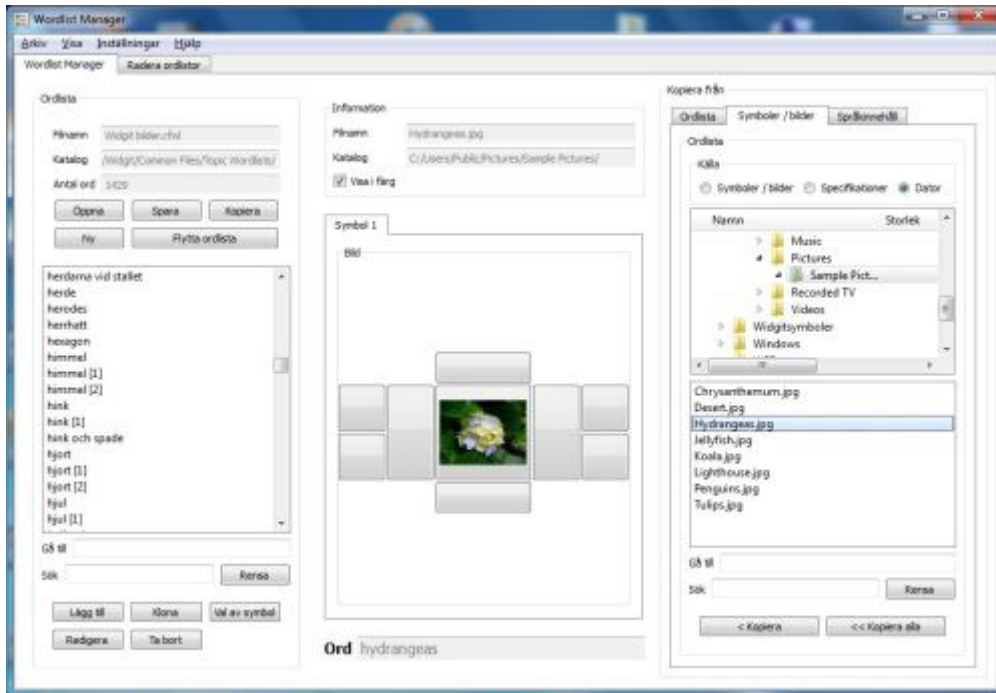 Wordlist Manager
Arkiv Visa Inställningar Hjälp
Wordlist Manager Radera ordlistor
Ordlista
Filnamn Widgit bilder.cfwl
Katalog /Widgit/Common Files/Topic Wordlists/
Antal ord 1429
Öppna Spara Kopiera
Ny Flytta ordlista
herdarna vid stallet
herde
herodes
herrhatt
hexagon
himmel
himmel [1]
himmel [2]
hink
hink [1]
hink och spade
hjort
hjort [1]
hjort [2]
hjul
hjul [1]
Gå till
Sök Rensa
Lägg till Klona Val av symbol
Redigera Ta bort
Information
Filnamn Hydrangeas.jpg
Katalog C:/Users/Public/Pictures/Sample Pictures/
Visa i färg
Symbol 1
Bild
Ord hydrangeas
Kopiera från
Ordlista Symboler / bilder Språkinnehåll
Ordlista
Källa
Symboler / bilder Specifikationer Dator
Namn Storlek
Music
Pictures
Sample Pict...
Recorded TV
Videos
Widgitsymboler
Windows
Chrysanthemum.jpg
Desert.jpg
Hydrangeas.jpg
Jellyfish.jpg
Koala.jpg
Lighthouse.jpg
Penguins.jpg
Tulips.jpg
Gå till
Sök Rensa
< Kopiera << Kopiera alla